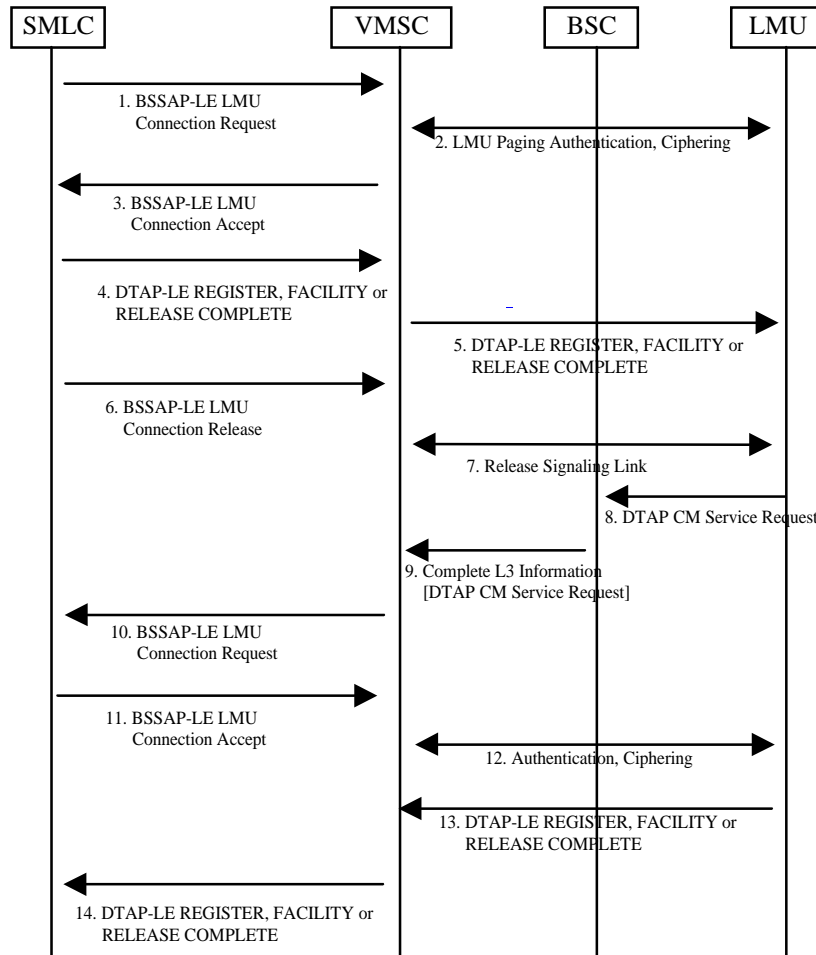 SMLC
VMSC
BSC
LMU
1. BSSAP-LE LMU
Connection Request
2. LMU Paging Authentication, Ciphering
3. BSSAP-LE LMU
Connection Accept
4. DTAP-LE REGISTER, FACILITY or
RELEASE COMPLETE
5. DTAP-LE REGISTER, FACILITY or
RELEASE COMPLETE
6. BSSAP-LE LMU
Connection Release
7. Release Signaling Link
8. DTAP CM Service Request
9. Complete L3 Information
[DTAP CM Service Request]
10. BSSAP-LE LMU
Connection Request
11. BSSAP-LE LMU
Connection Accept
12. Authentication, Ciphering
13. DTAP-LE REGISTER, FACILITY or
RELEASE COMPLETE
14. DTAP-LE REGISTER, FACILITY or
RELEASE COMPLETE